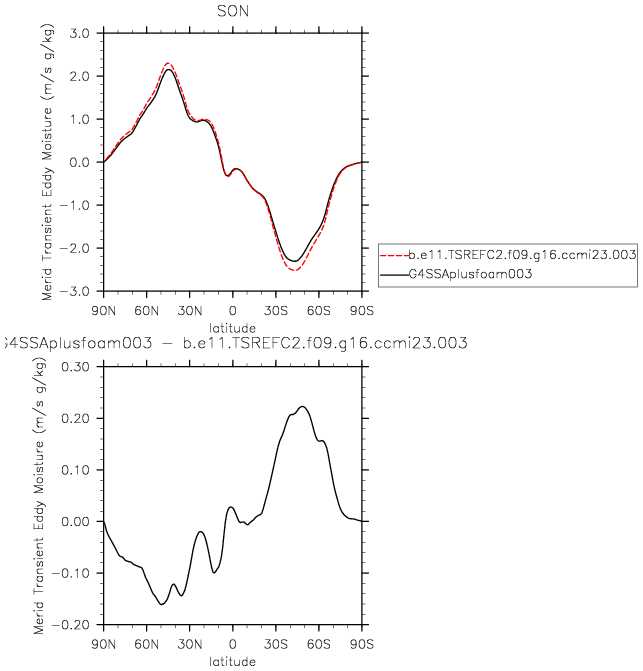 SON
Merid Transient Eddy Moisture (m/s g/kg)
3.0
2.0
1.0
0.0
-1.0
-2.0
-3.0
90N 60N 30N 0 30S 60S 90S
latitude
b.e11.TSREFC2.f09.g16.ccmi23.003
G4SSAplusfoam003
G4SSAplusfoam003 - b.e11.TSREFC2.f09.g16.ccmi23.003
Merid Transient Eddy Moisture (m/s g/kg)
0.30
0.20
0.10
0.00
-0.10
-0.20
90N 60N 30N 0 30S 60S 90S
latitude